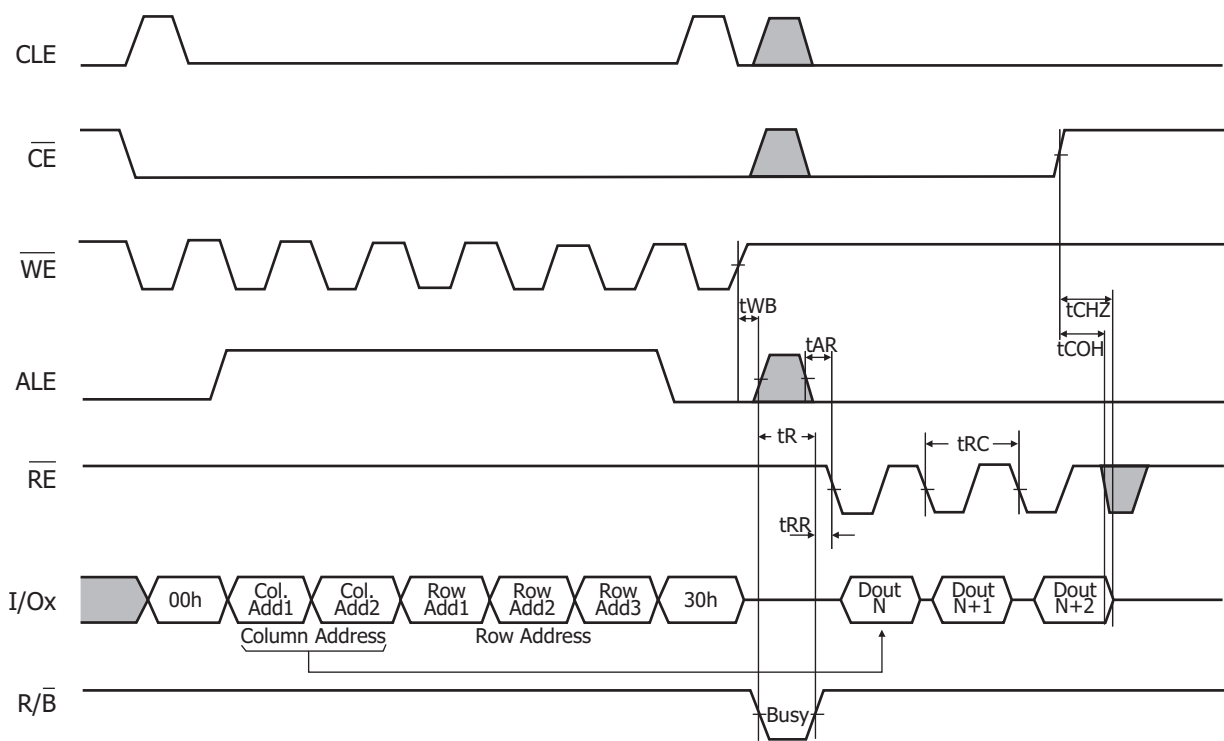 CLE
CE
WE
tWB
tCHZ
tCOH
tAR
ALE
tR
tRC
RE
tRR
I/Ox
00h
Col.
Add1
Col.
Add2
Row
Add1
Row
Add2
Row
Add3
30h
Dout
N
Dout
N+1
Dout
N+2
Column Address
Row Address
R/B
Busy